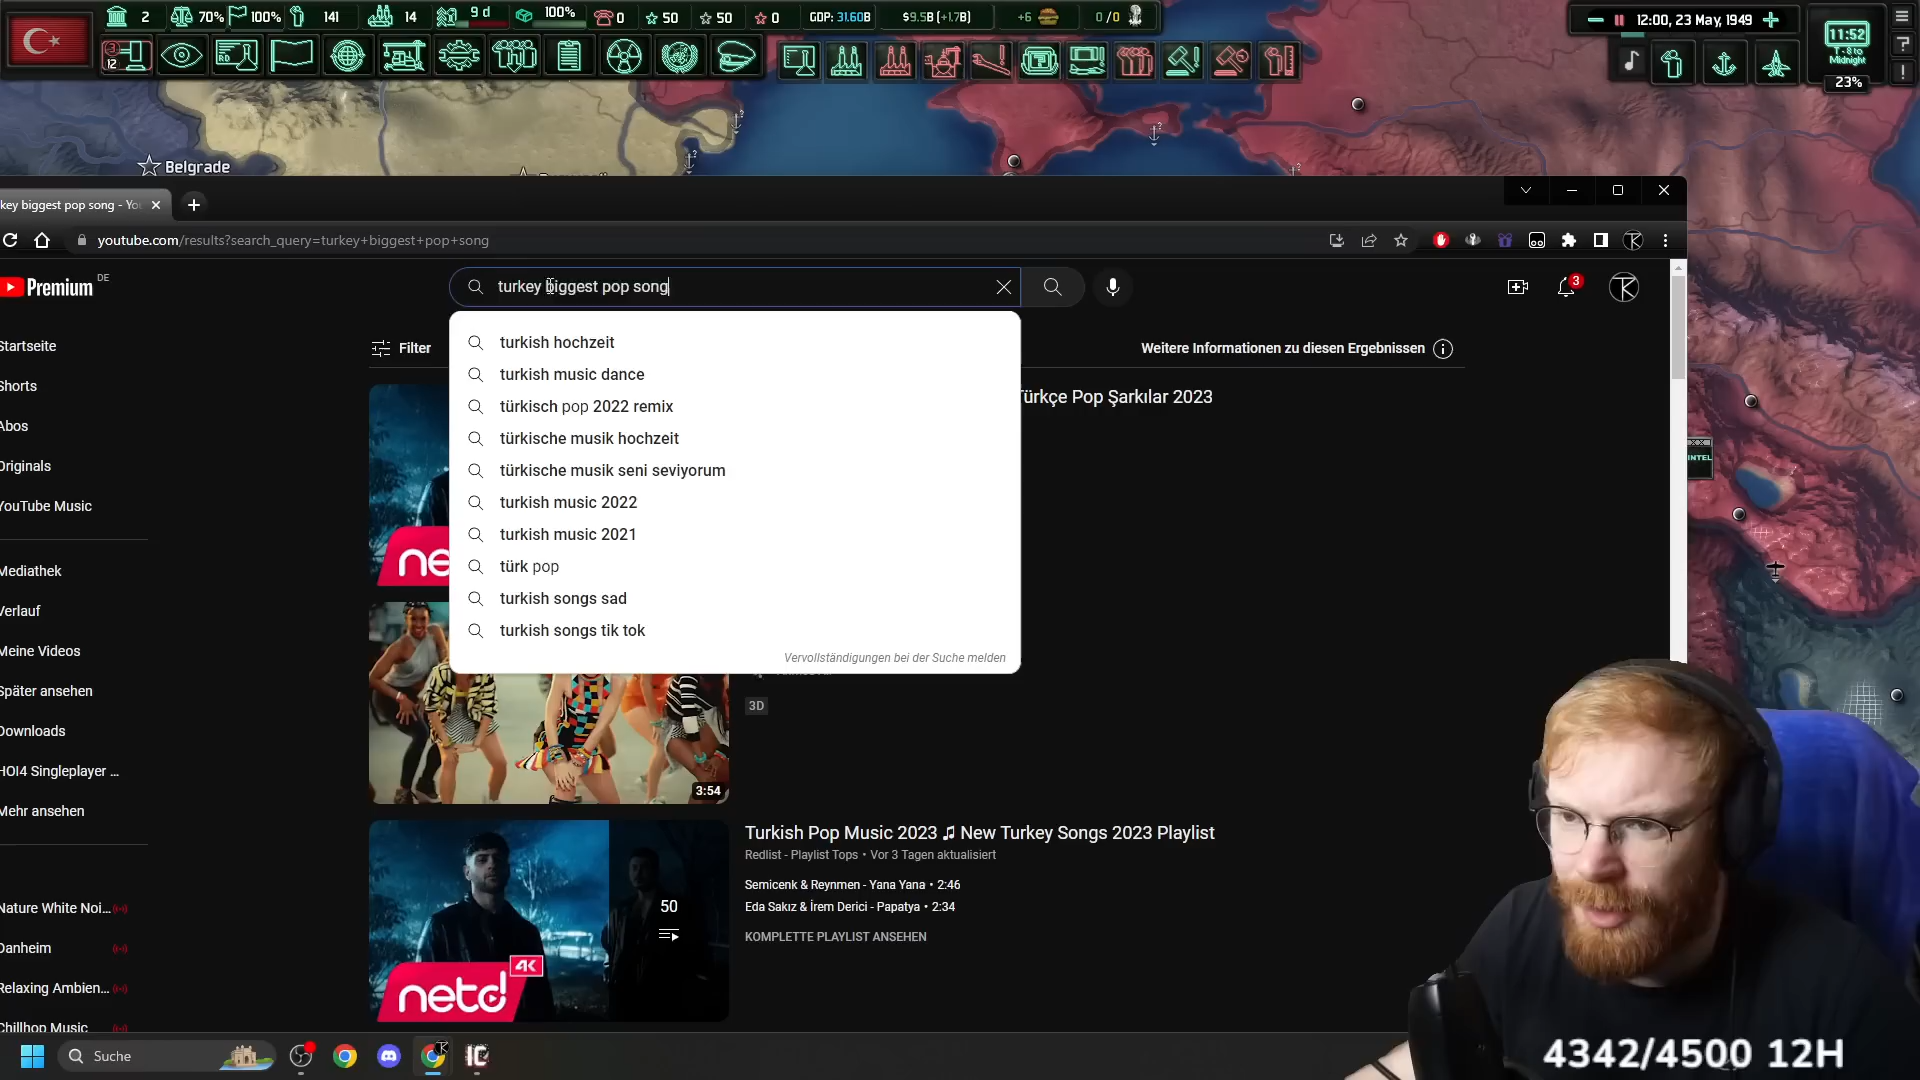 2
70%
100%
141
14
9 d
100%
0
50
50
0
GDP: 31.60B
$9.5B (+1.7B)
+6
0 / 0
12:00, 23 May, 1949
11:52
T - 8 to
Midnight
23%
3
12
Belgrade
key biggest pop song - Yo
youtube.com/results?search_query=turkey+biggest+pop+song
Premium
DE
turkey biggest pop song
3
TK
Startseite
Shorts
Abos
Originals
YouTube Music
Mediathek
Verlauf
Meine Videos
Später ansehen
Downloads
HOI4 Singleplayer ...
Mehr ansehen
Nature White Noi...
Danheim
Relaxing Ambien...
Chillhop Music
Filter
Weitere Informationen zu diesen Ergebnissen
turkish hochzeit
turkish music dance
türkisch pop 2022 remix
türkische musik hochzeit
türkische musik seni seviyorum
turkish music 2022
turkish music 2021
türk pop
turkish songs sad
turkish songs tik tok
Vervollständigungen bei der Suche melden
Türkçe Pop Şarkılar 2023
INTEL
ne
3D
3:54
Turkish Pop Music 2023 ♫ New Turkey Songs 2023 Playlist
Redlist - Playlist Tops • Vor 3 Tagen aktualisiert
Semicenk & Reynmen - Yana Yana • 2:46
Eda Sakız & İrem Derici - Papatya • 2:34
KOMPLETTE PLAYLIST ANSEHEN
50
4K
netd
Suche
4342/4500 12H